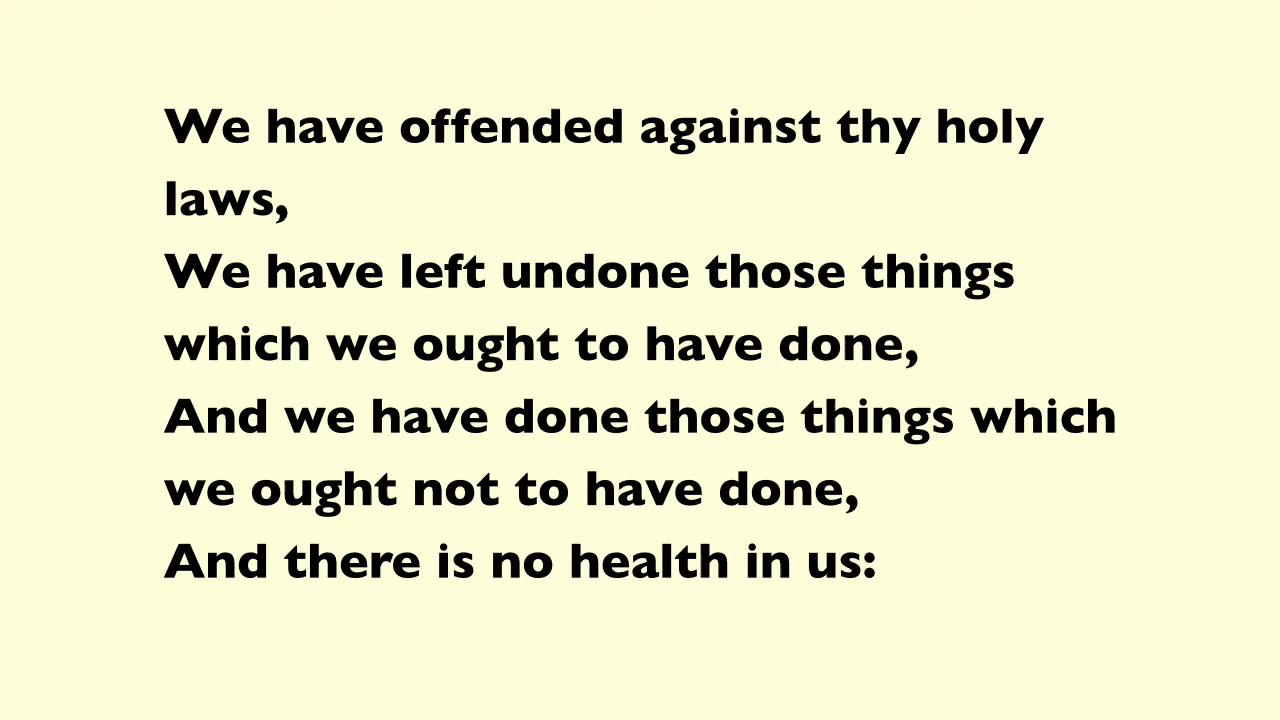 We have offended against thy holy
laws,
We have left undone those things
which we ought to have done,
And we have done those things which
we ought not to have done,
And there is no health in us: